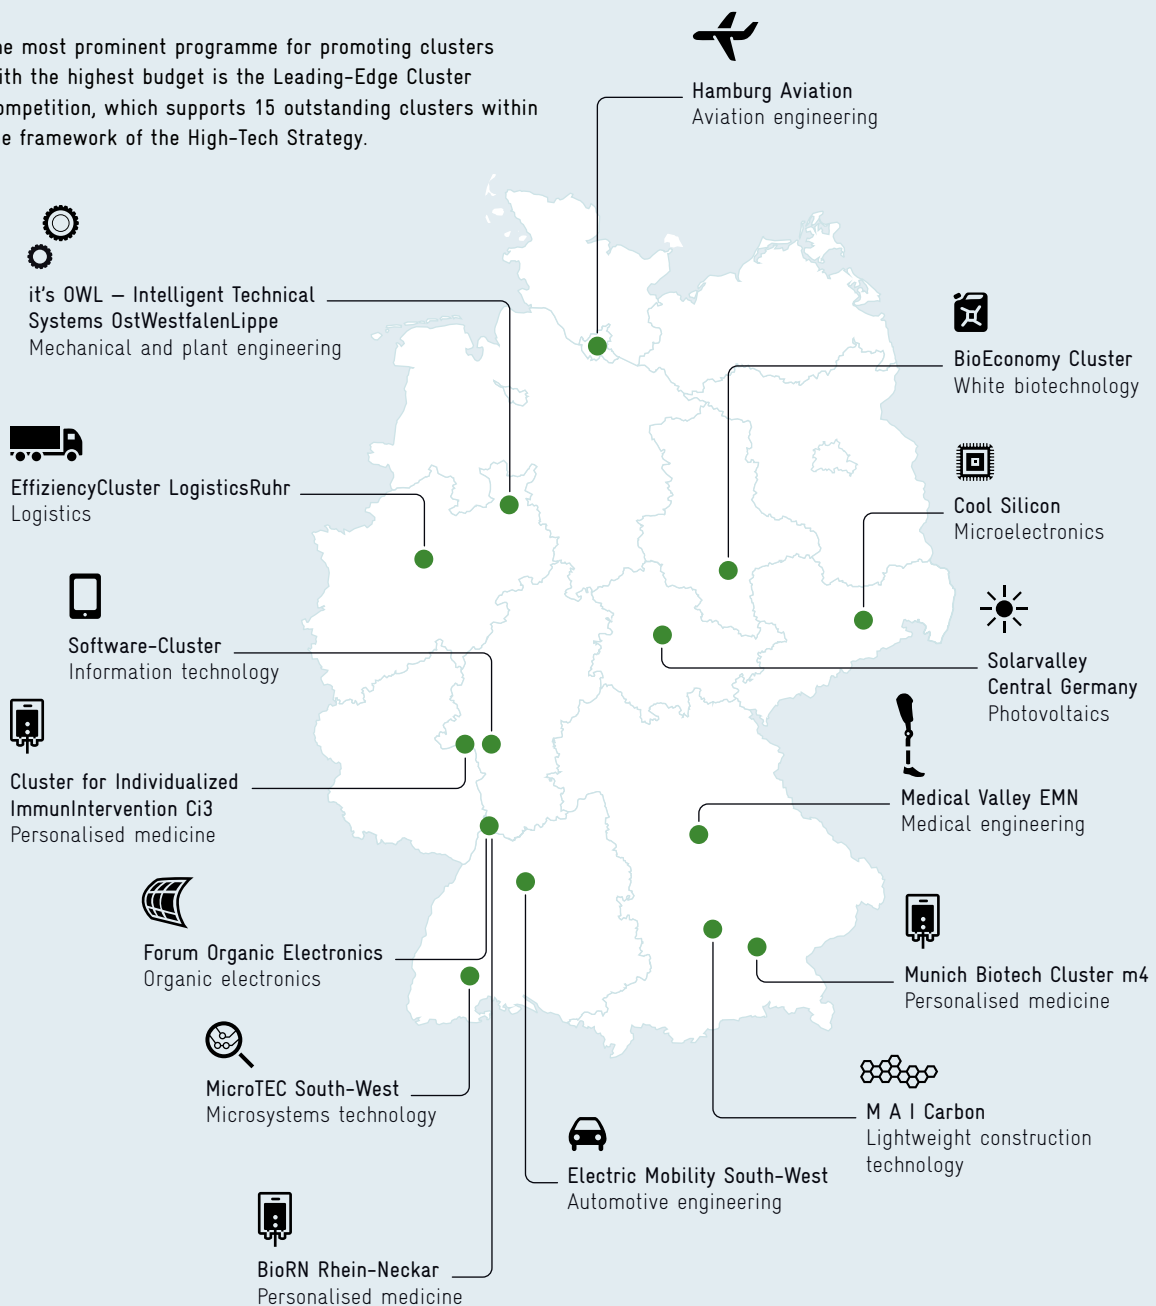 he most prominent programme for promoting clusters
ith the highest budget is the Leading-Edge Cluster
ompetition, which supports 15 outstanding clusters within
e framework of the High-Tech Strategy.
Hamburg Aviation
Aviation engineering
it's OWL – Intelligent Technical
Systems OstWestfalenLippe
Mechanical and plant engineering
BioEconomy Cluster
White biotechnology
EffiziencyCluster LogisticsRuhr
Logistics
Cool Silicon
Microelectronics
Software-Cluster
Information technology
Solarvalley
Central Germany
Photovoltaics
Cluster for Individualized
ImmunIntervention Ci3
Personalised medicine
Medical Valley EMN
Medical engineering
Forum Organic Electronics
Organic electronics
Munich Biotech Cluster m4
Personalised medicine
MicroTEC South-West
Microsystems technology
M A I Carbon
Lightweight construction
technology
Electric Mobility South-West
Automotive engineering
BioRN Rhein-Neckar
Personalised medicine